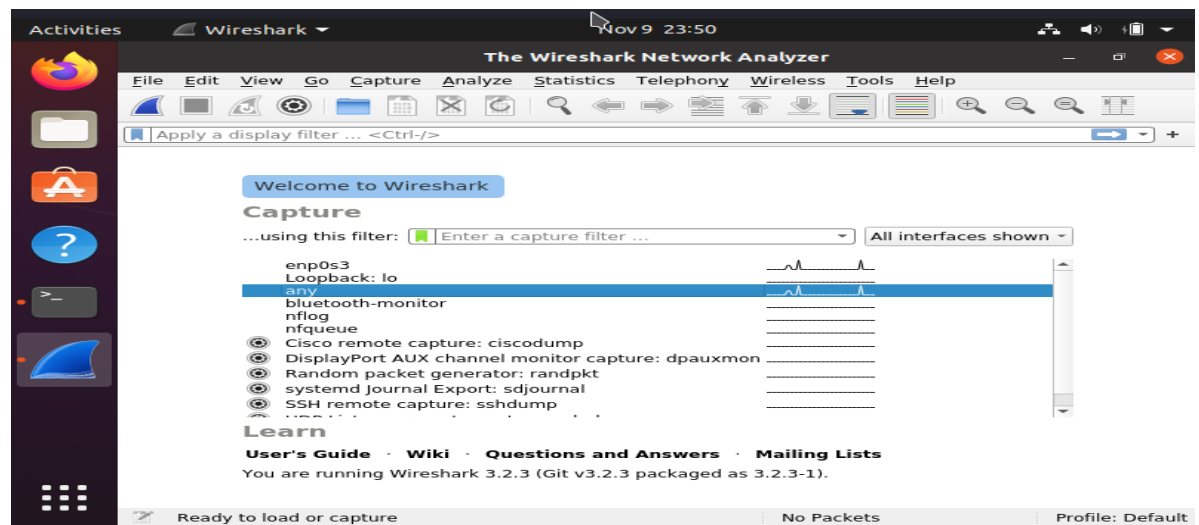 Activities Wireshark Nov 9 23:50
The Wireshark Network Analyzer
File Edit View Go Capture Analyze Statistics Telephony Wireless Tools Help
Apply a display filter ... <Ctrl-/>
Welcome to Wireshark
Capture
...using this filter: Enter a capture filter ... All interfaces shown
enp0s3
Loopback: lo
any
bluetooth-monitor
nflog
nfqueue
Cisco remote capture: ciscodump
DisplayPort AUX channel monitor capture: dpauxmon
Random packet generator: randpkt
systemd Journal Export: sdjournal
SSH remote capture: sshdump
Learn
User's Guide · Wiki · Questions and Answers · Mailing Lists
You are running Wireshark 3.2.3 (Git v3.2.3 packaged as 3.2.3-1).
Ready to load or capture No Packets Profile: Default